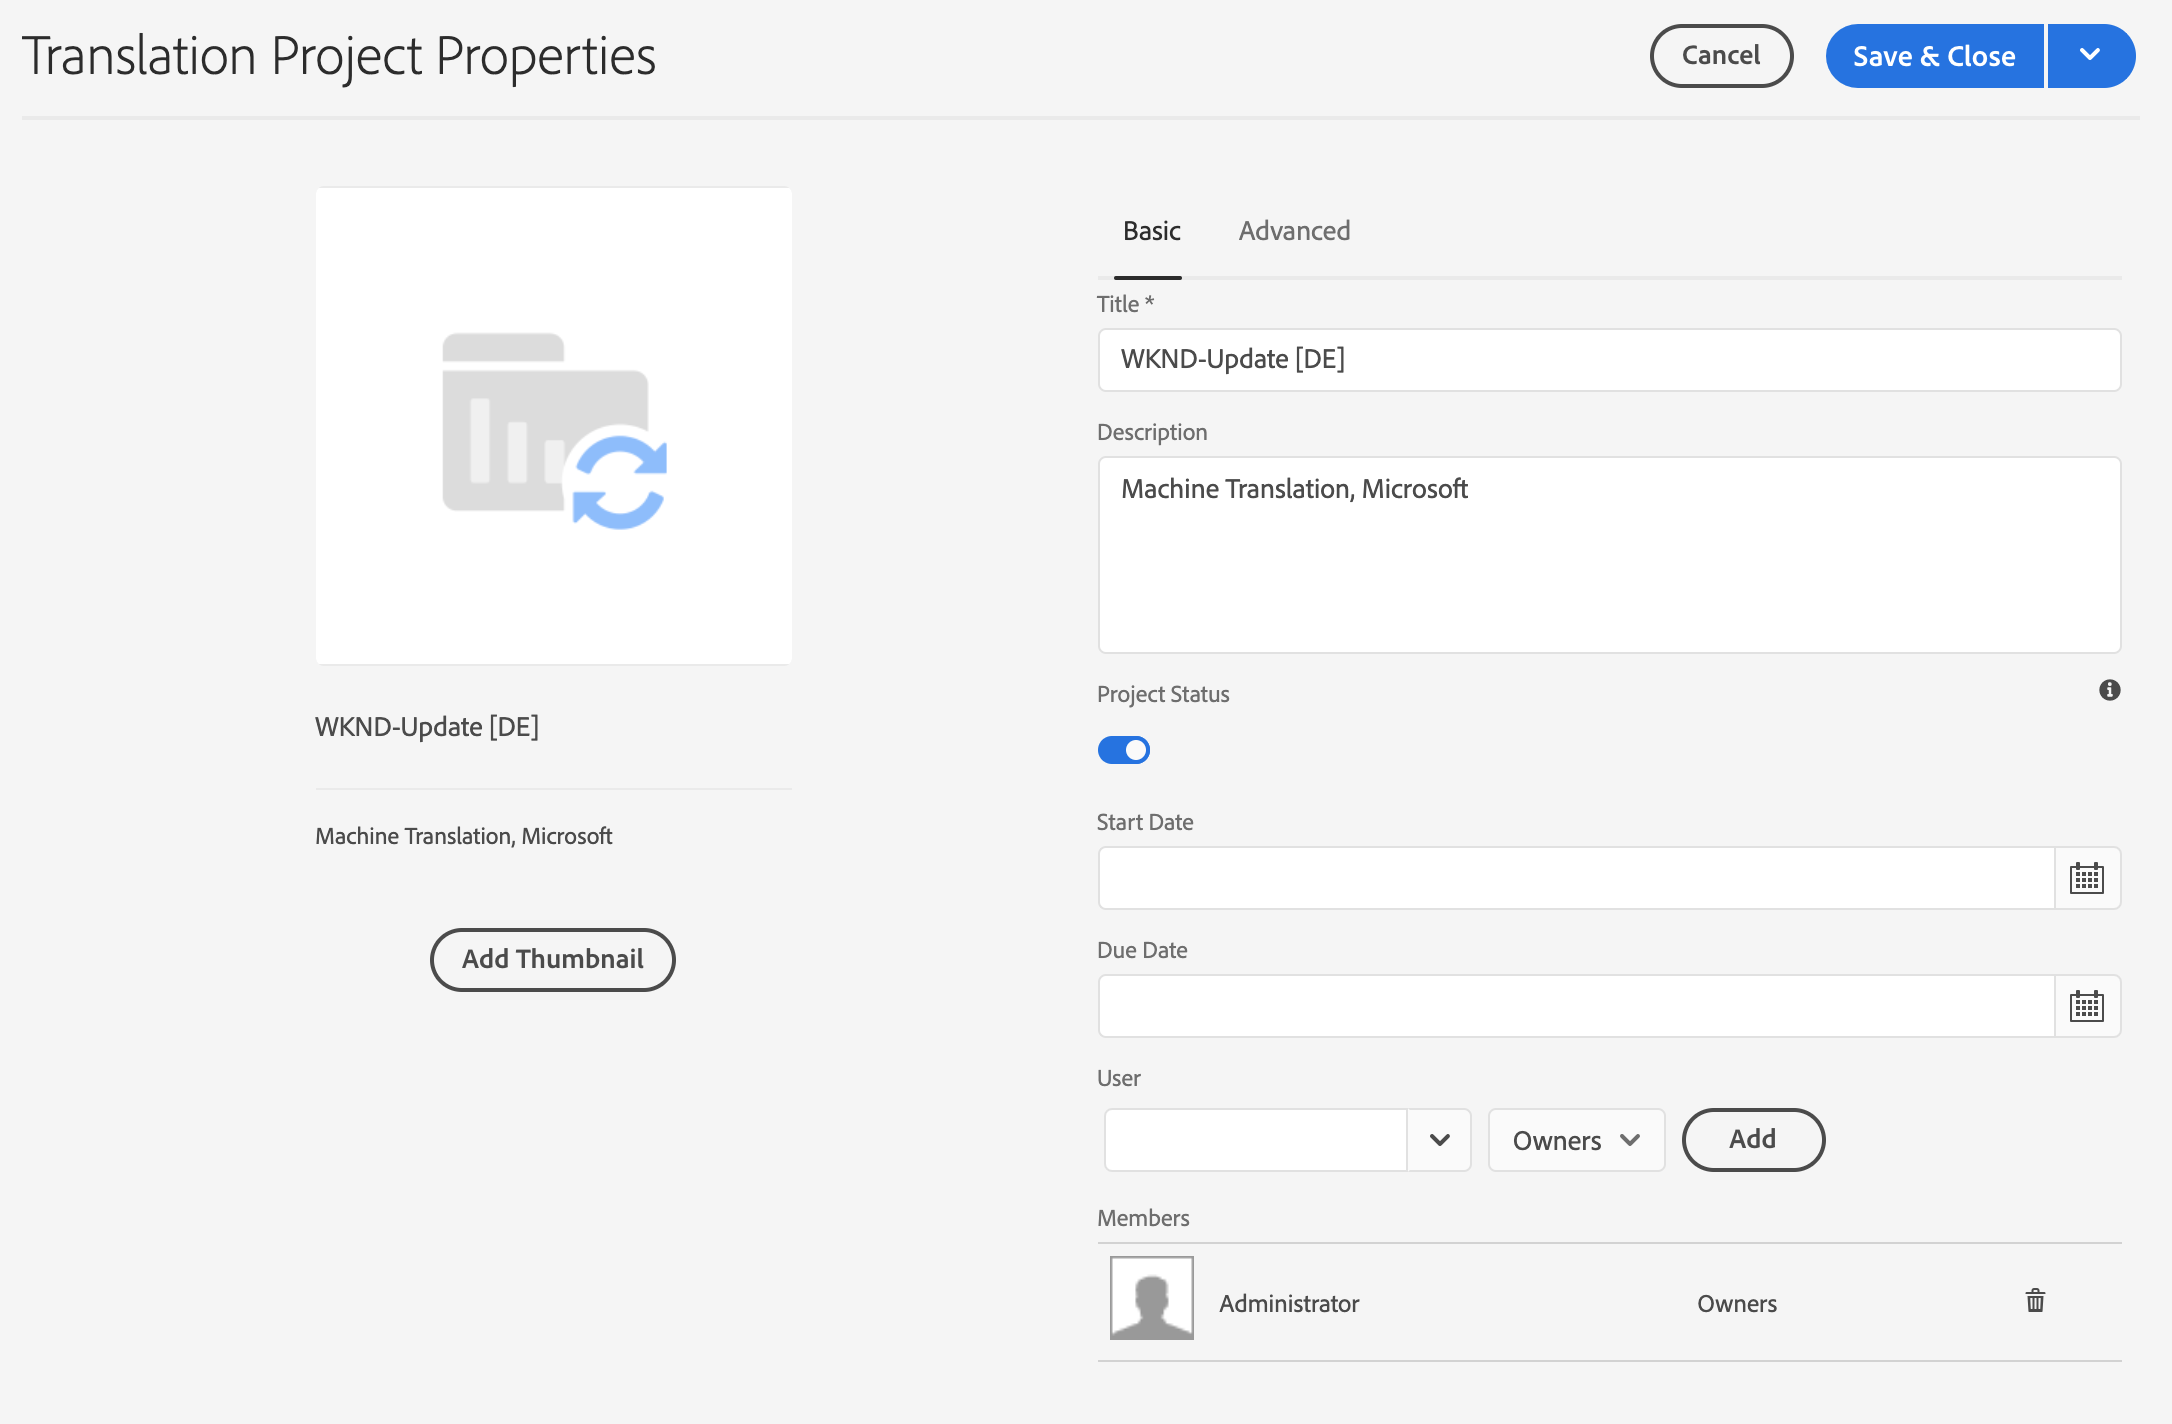 Translation Project Properties
Cancel
Save & Close
WKND-Update [DE]
Machine Translation, Microsoft
Add Thumbnail
Basic
Advanced
Title *
WKND-Update [DE]
Description
Machine Translation, Microsoft
Project Status
Start Date
Due Date
User
Owners
Add
Members
Administrator
Owners